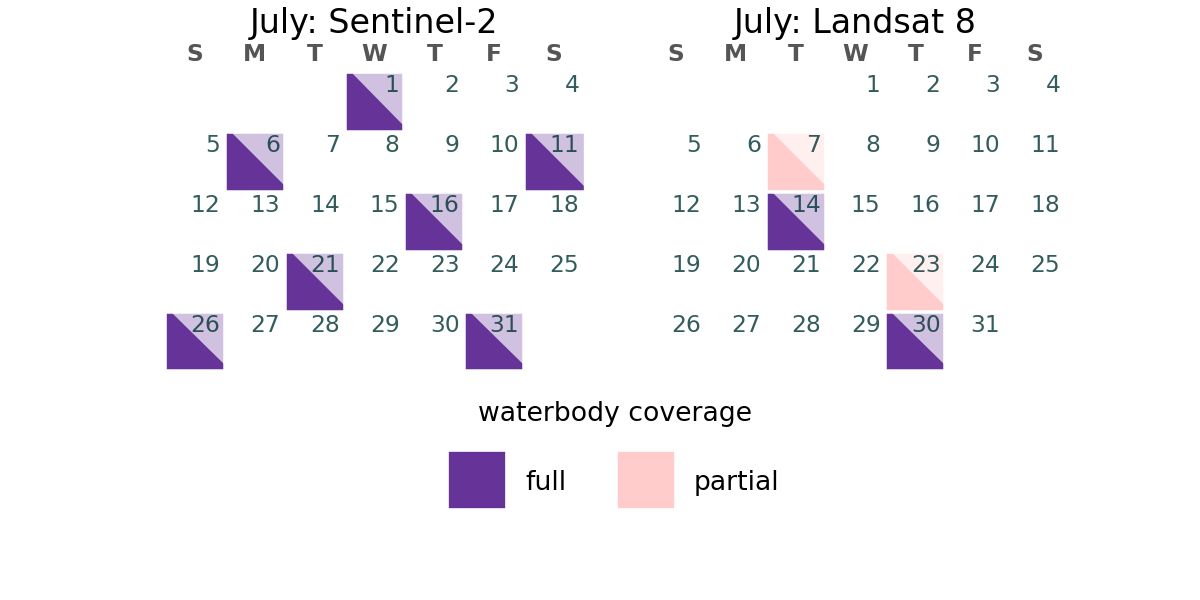 July: Sentinel-2
S M T W T F S
1 2 3 4
5 6 7 8 9 10 11
12 13 14 15 16 17 18
19 20 21 22 23 24 25
26 27 28 29 30 31
July: Landsat 8
S M T W T F S
1 2 3 4
5 6 7 8 9 10 11
12 13 14 15 16 17 18
19 20 21 22 23 24 25
26 27 28 29 30 31
waterbody coverage
full
partial